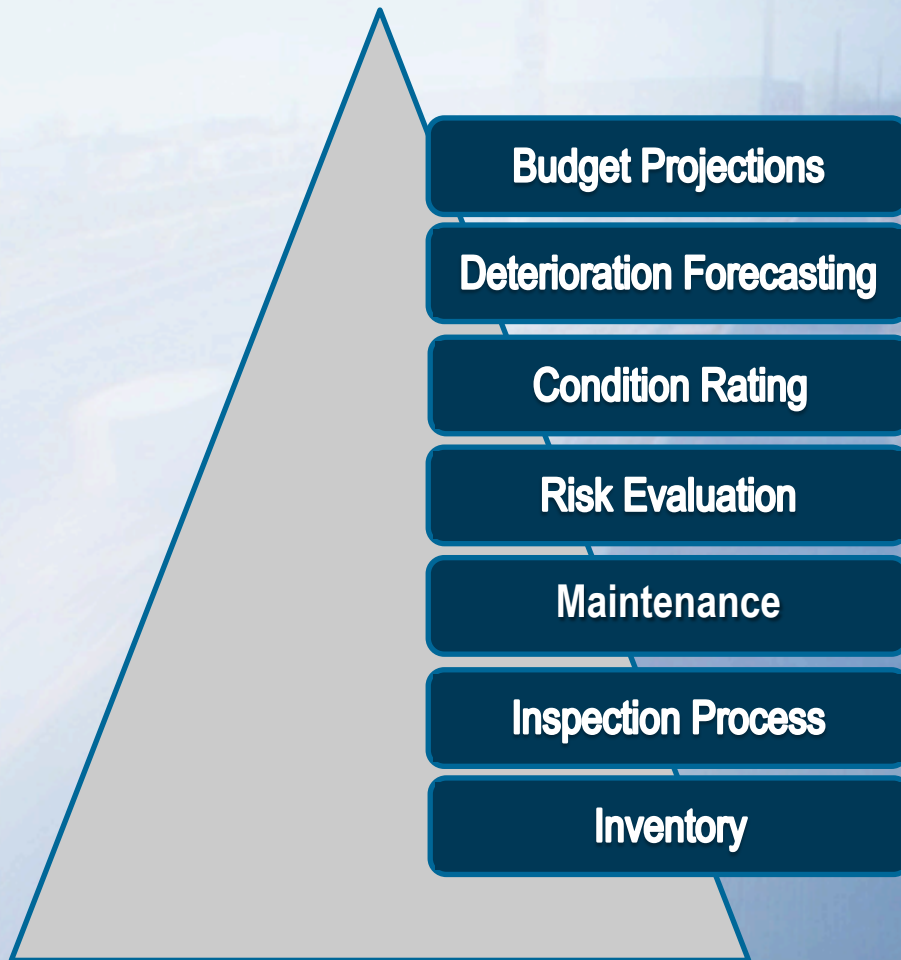 Budget Projections
Deterioration Forecasting
Condition Rating
Risk Evaluation
Maintenance
Inspection Process
Inventory